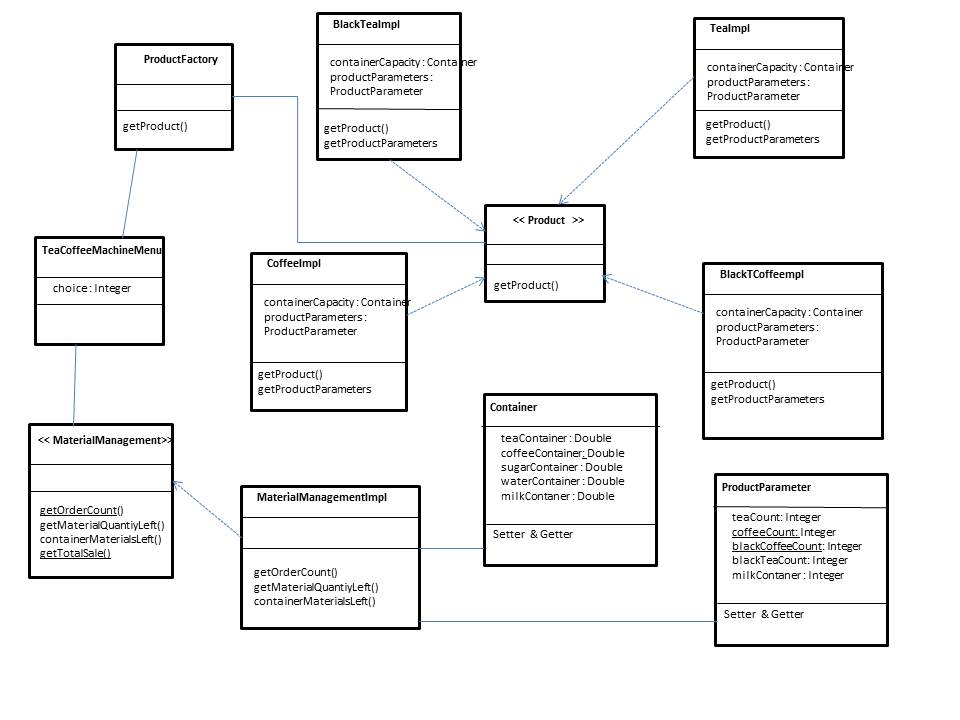 ProductFactory
getProduct()
BlackTeaImpl
containerCapacity : Container
productParameters :
ProductParameter
getProduct()
getProductParameters
TeaImpl
containerCapacity : Container
productParameters :
ProductParameter
getProduct()
getProductParameters
<< Product >>
getProduct()
TeaCoffeeMachineMenu
choice : Integer
CoffeeImpl
containerCapacity : Container
productParameters :
ProductParameter
getProduct()
getProductParameters
BlackTCoffeempl
containerCapacity : Container
productParameters :
ProductParameter
getProduct()
getProductParameters
<< MaterialManagement>>
getOrderCount()
getMaterialQuantiyLeft()
containerMaterialsLeft()
getTotalSale()
MaterialManagementImpl
getOrderCount()
getMaterialQuantiyLeft()
containerMaterialsLeft()
Container
teaContainer : Double
coffeeContainer: Double
sugarContainer : Double
waterContainer : Double
milkContaner : Double
Setter & Getter
ProductParameter
teaCount: Integer
coffeeCount: Integer
blackCoffeeCount: Integer
blackTeaCount: Integer
milkContaner : Integer
Setter & Getter